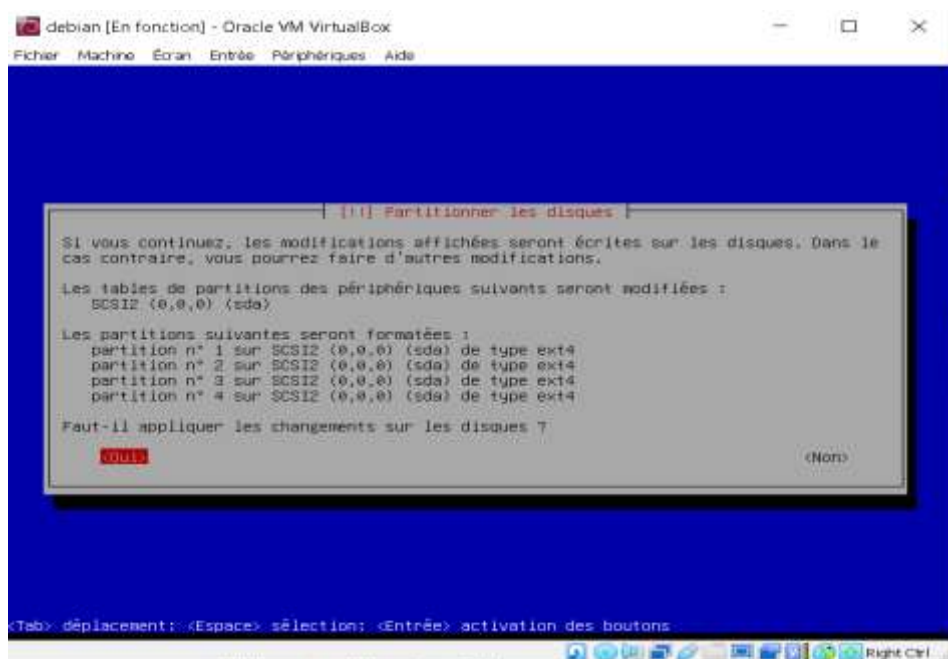 debian [En fonction] - Oracle VM VirtualBox
Fichier Machine Écran Entrée Périphériques Aide
[!!] Partitionner les disques
Si vous continuez, les modifications affichées seront écrites sur les disques. Dans le
cas contraire, vous pourrez faire d'autres modifications.
Les tables de partitions des périphériques suivants seront modifiées :
SCSI2 (0,0,0) (sda)
Les partitions suivantes seront formatées :
partition n° 1 sur SCSI2 (0,0,0) (sda) de type ext4
partition n° 2 sur SCSI2 (0,0,0) (sda) de type ext4
partition n° 3 sur SCSI2 (0,0,0) (sda) de type ext4
partition n° 4 sur SCSI2 (0,0,0) (sda) de type ext4
Faut-il appliquer les changements sur les disques ?
<Oui> <Non>
<Tab> déplacement; <Espace> sélection; <Entrée> activation des boutons
Right Ctrl